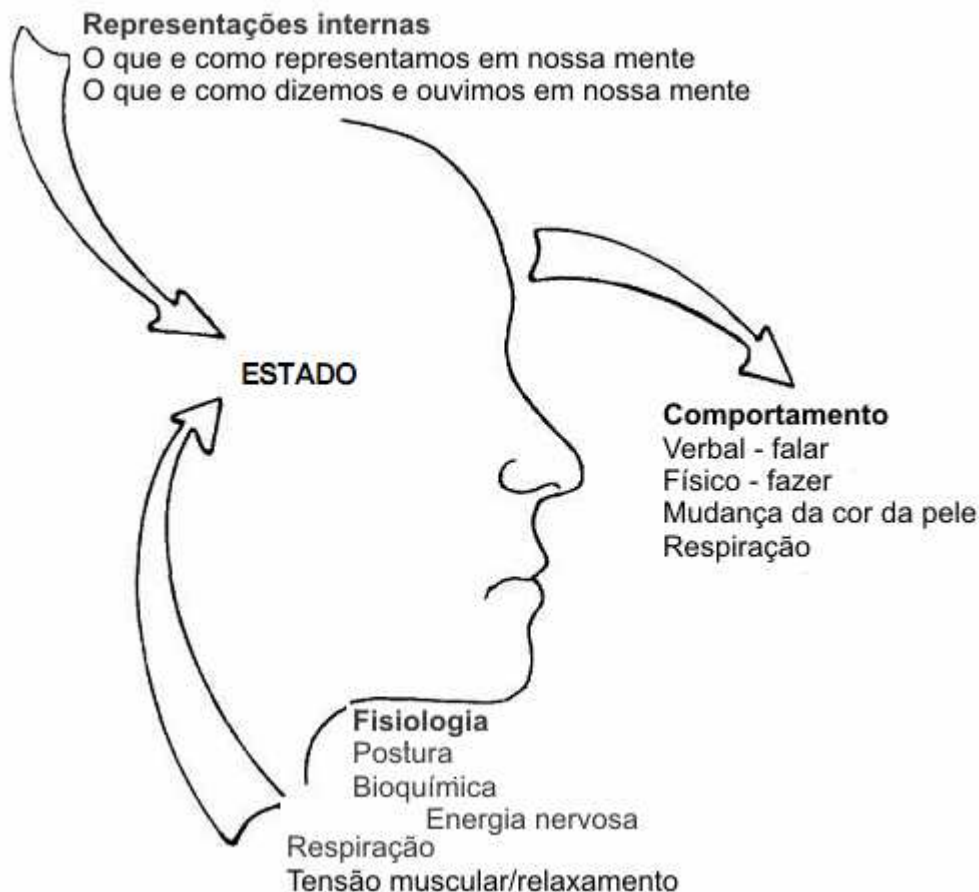 Representações internas
O que e como representamos em nossa mente
O que e como dizemos e ouvimos em nossa mente
ESTADO
Comportamento
Verbal - falar
Físico - fazer
Mudança da cor da pele
Respiração
Fisiologia
Postura
Bioquímica
Energia nervosa
Respiração
Tensão muscular/relaxamento